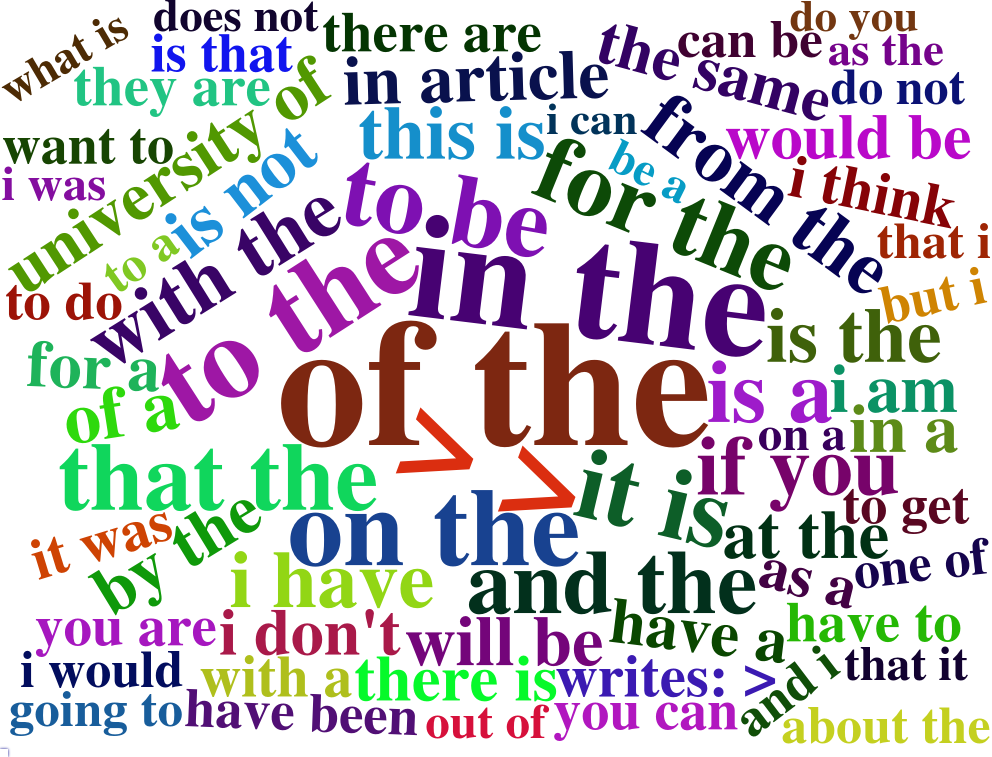 what is
does not
there are
the same
can be
do you
is that
as the
they are
in article
do not
university of
this is
i can
from the
would be
want to
is not
for the
be a
i think
i was
to a
with the
to be
that i
to do
to the
in the
but i
for a
of the
is the
of a
is a
i am
on a
in a
that the
> >
it is
if you
to get
it was
by the
on the
at the
i have
and the
as a
one of
you are
i don't
will be
have a
have to
i would
with a
there is
writes: >
and i
that it
going to
have been
out of
you can
about the